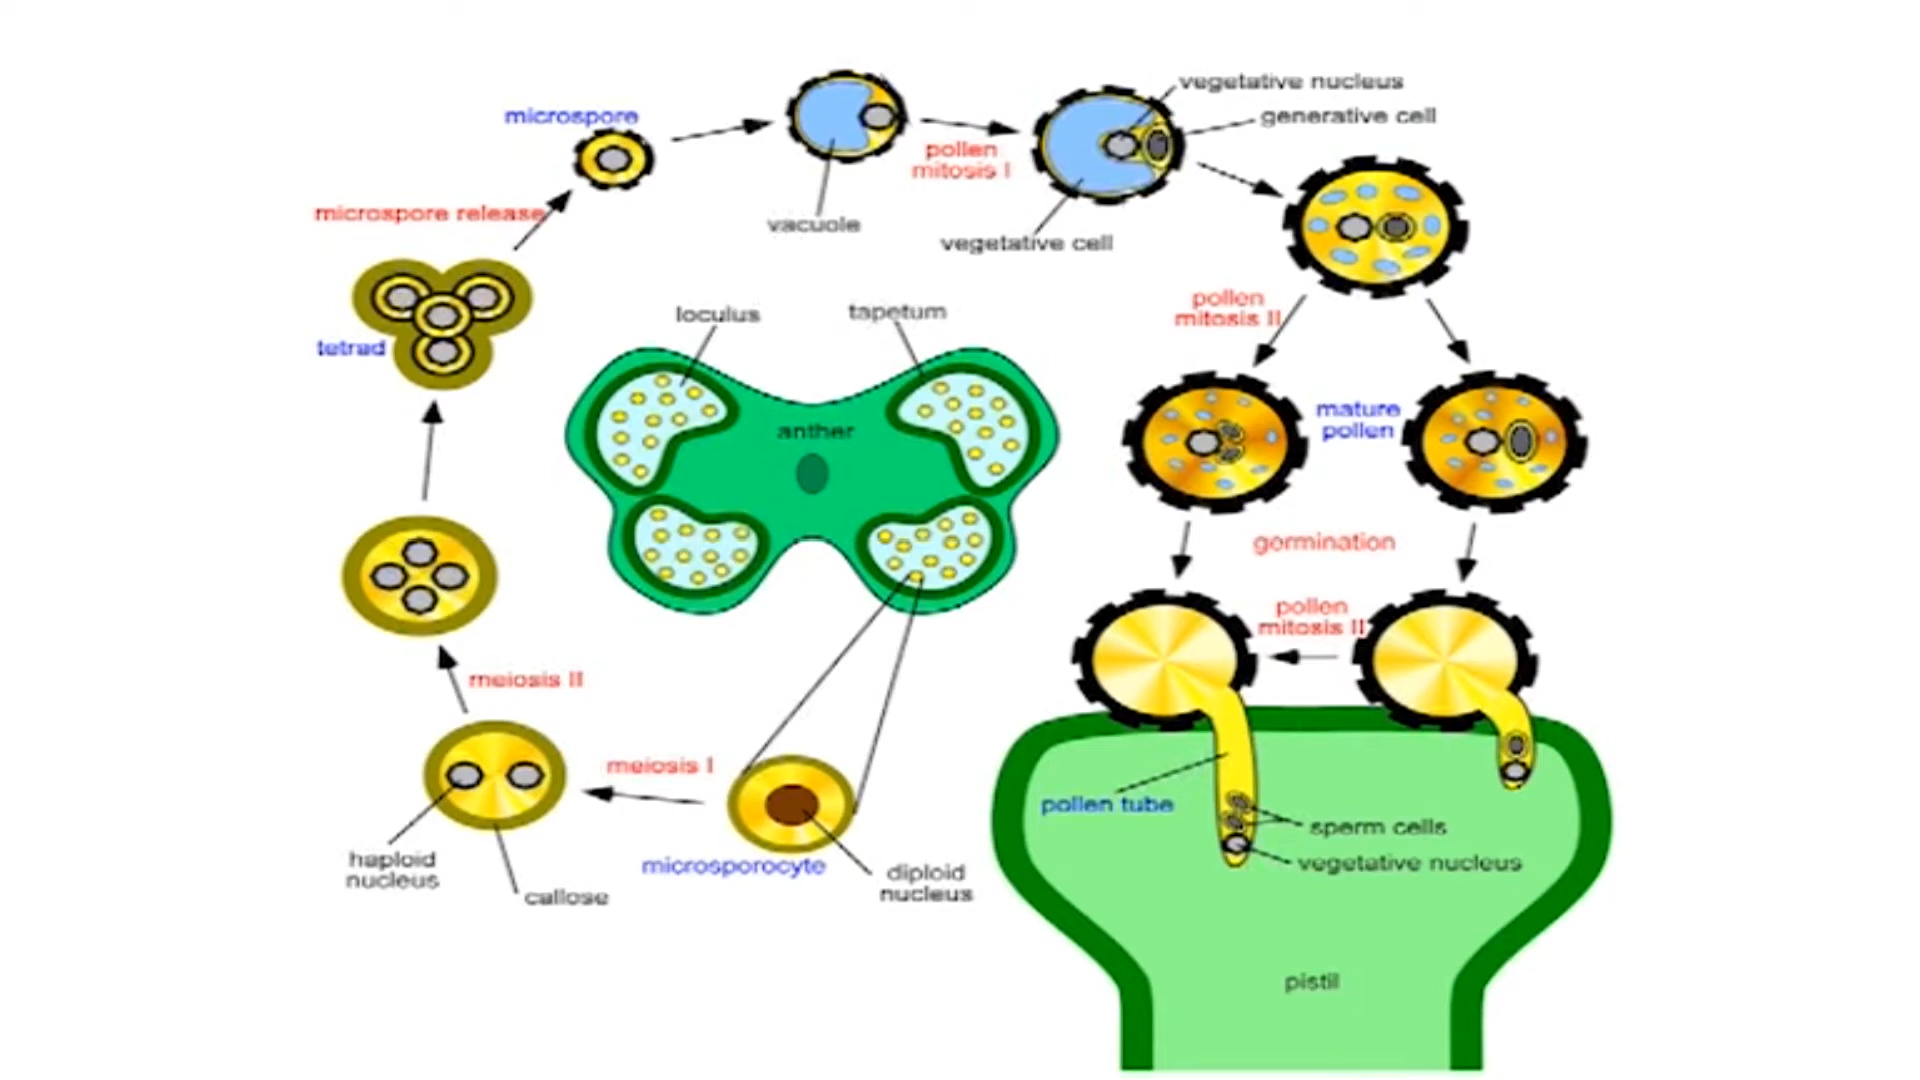 microspore
microspore release
tetrad
vacuole
pollen
mitosis I
vegetative nucleus
generative cell
vegetative cell
loculus
tapetum
anther
pollen
mitosis II
mature
pollen
germination
pollen
mitosis II
meiosis II
meiosis I
haploid
nucleus
callose
microsporocyte
diploid
nucleus
pollen tube
sperm cells
vegetative nucleus
pistil